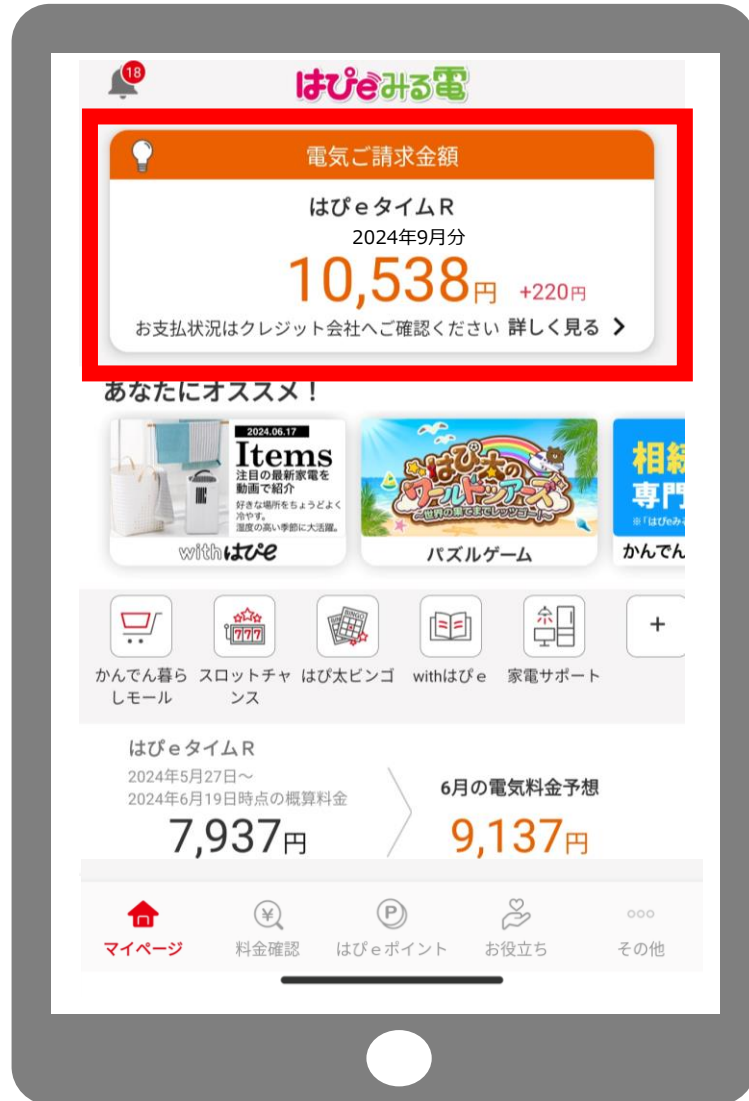 18
はぴeみる電
電気ご請求金額
はぴｅタイムＲ
2024年9月分
10,538円 +220円
お支払状況はクレジット会社へご確認ください 詳しく見る
あなたにオススメ！
2024.06.17
Items
注目の最新家電を
動画で紹介
好きな場所をちょうどよく
冷やす。
湿度の高い季節に大活躍。
withはぴe
はぴ太の
ワールドツアーズ
～世界の果てまでレッツゴー！～
パズルゲーム
相続
専門
※「はぴeみ
かんでん
777
BINGO
+
かんでん暮らしモール
スロットチャンス
はぴ太ビンゴ
withはぴｅ
家電サポート
はぴｅタイムＲ
2024年5月27日～
2024年6月19日時点の概算料金
7,937円
6月の電気料金予想
9,137円
マイページ
料金確認
はぴｅポイント
お役立ち
その他